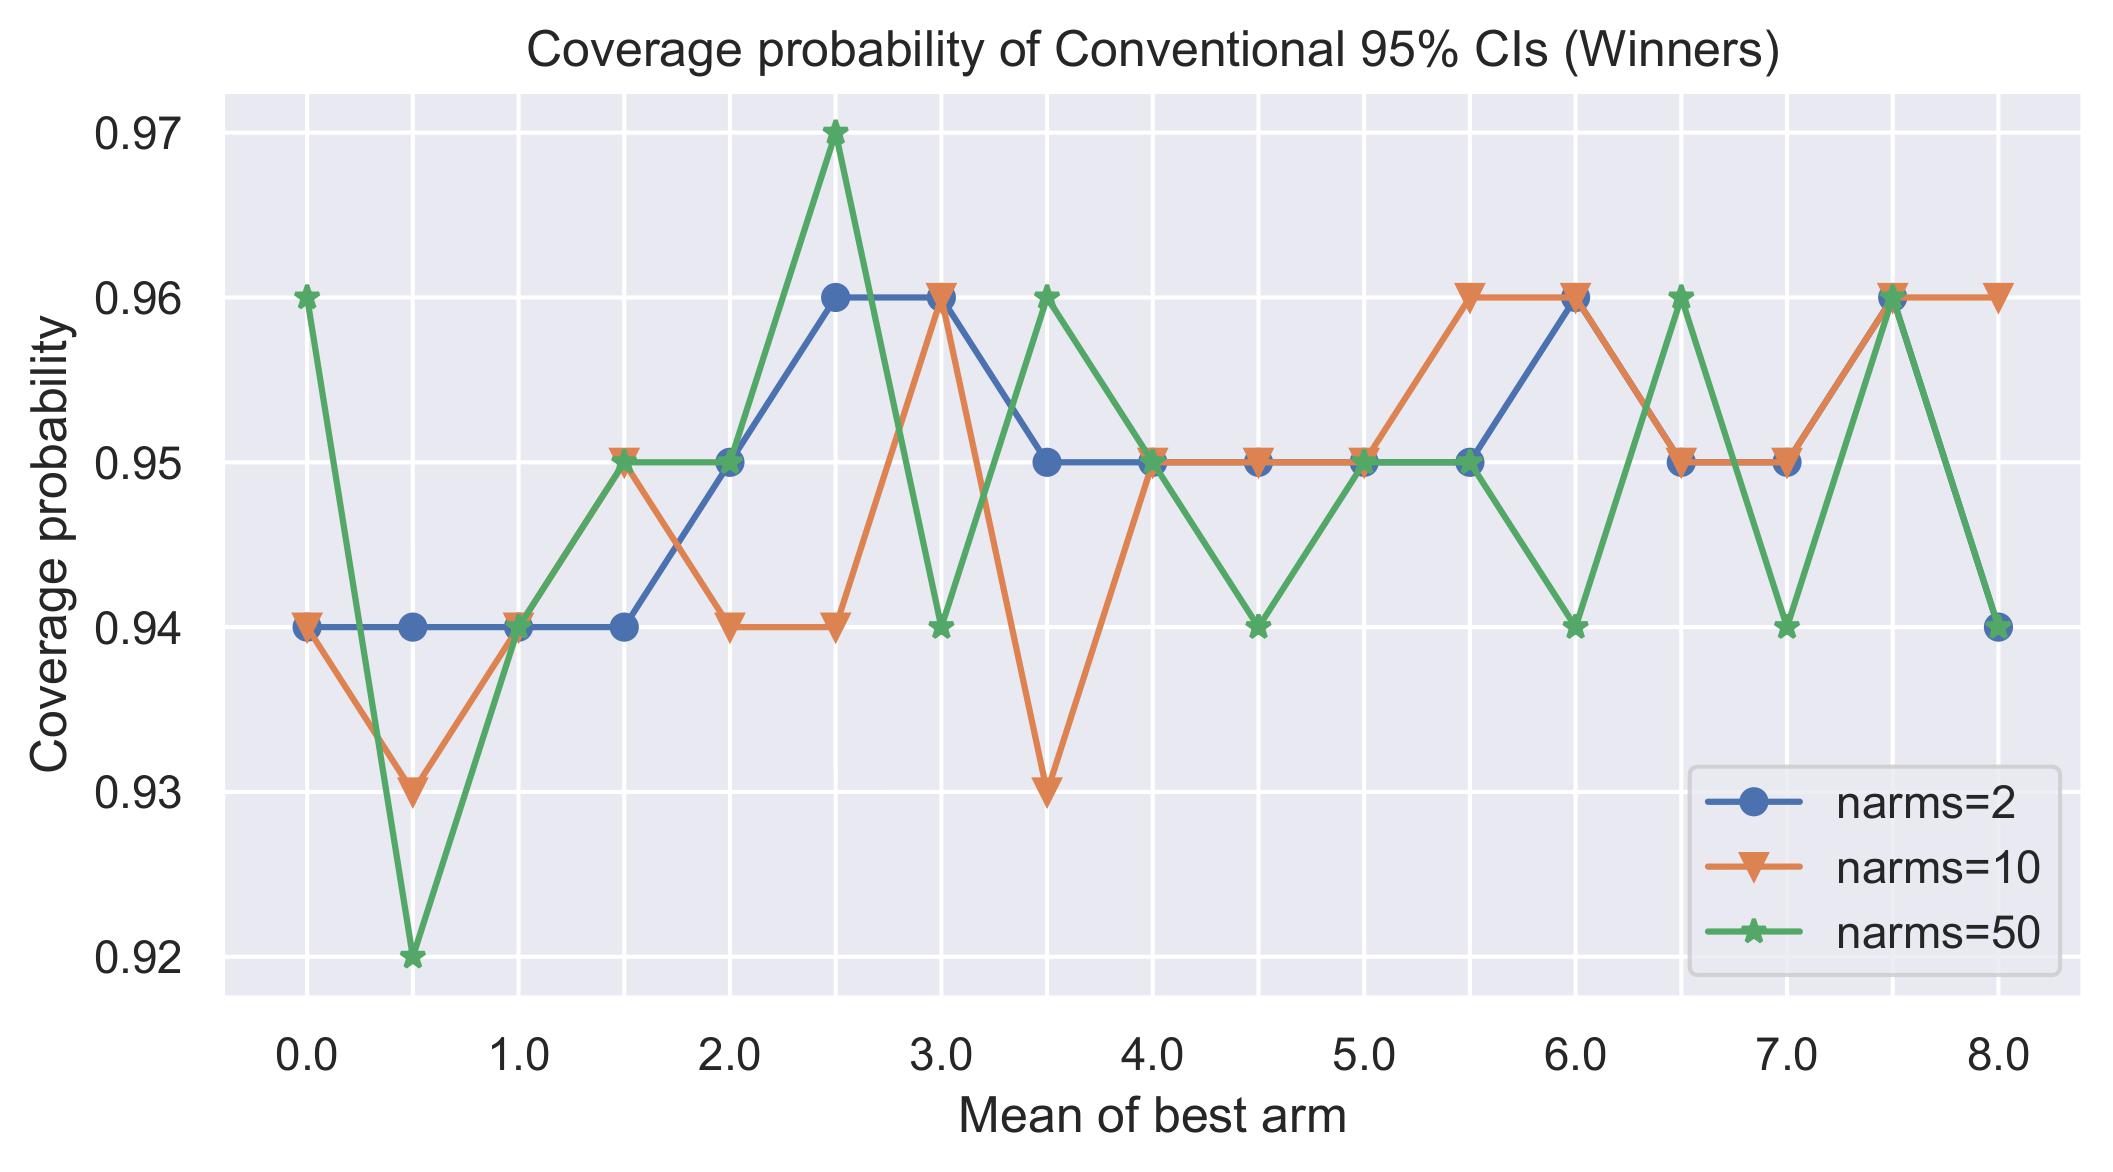 Coverage probability of Conventional 95% CIs (Winners)
Coverage probability
0.97
0.96
0.95
0.94
0.93
0.92
narms=2
narms=10
narms=50
0.0 1.0 2.0 3.0 4.0 5.0 6.0 7.0 8.0
Mean of best arm